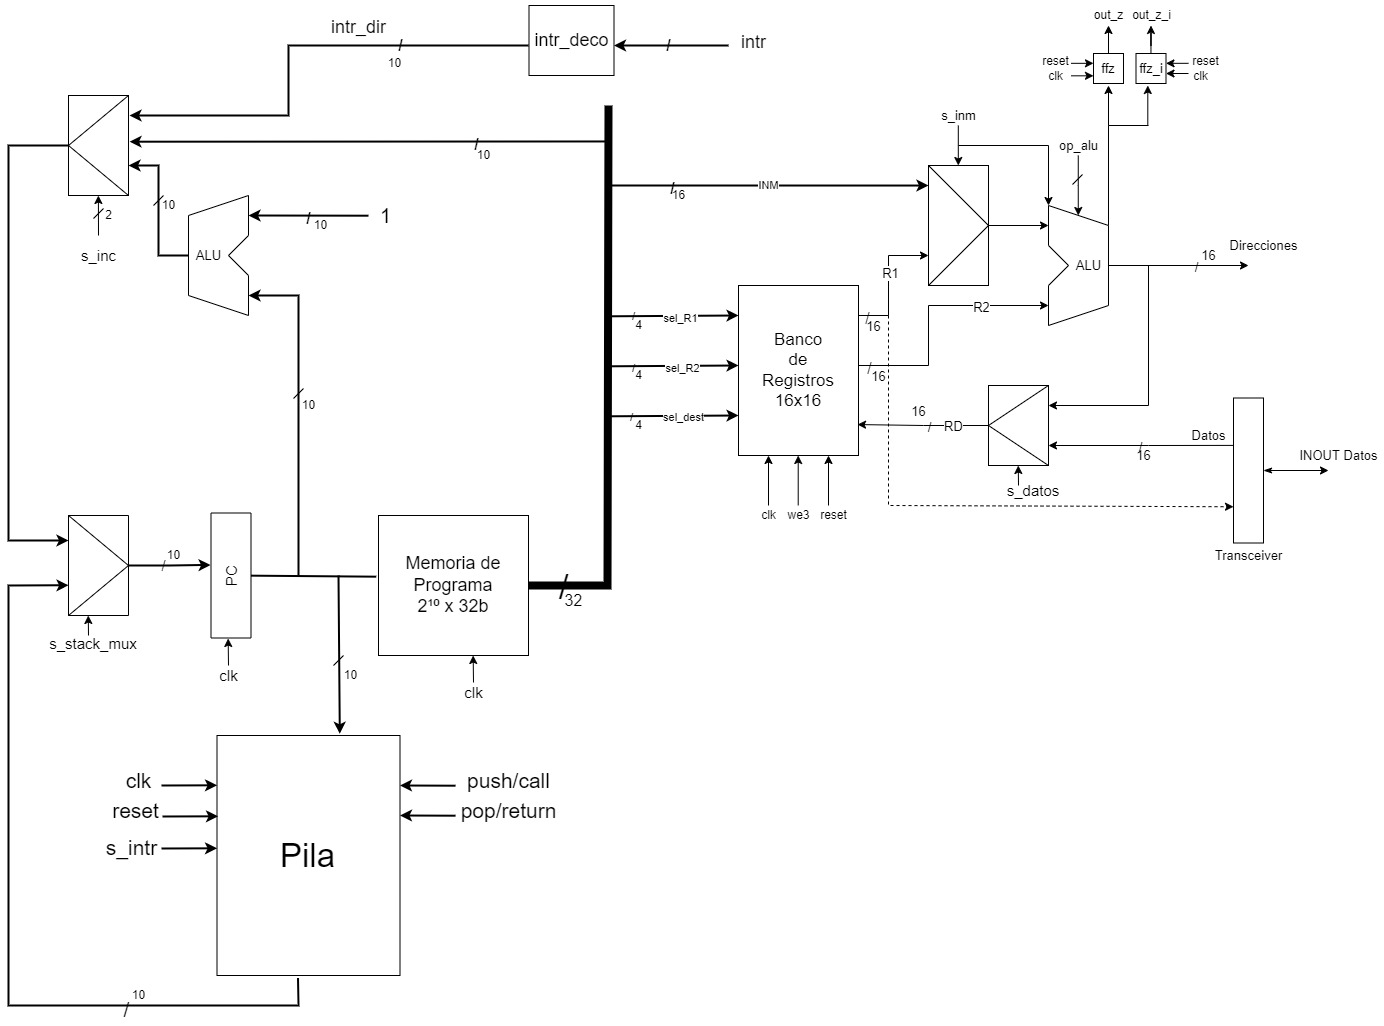 intr_dir
10
intr_deco
intr
out_z
out_z_i
reset
clk
ffz
ffz_i
reset
clk
s_inm
op_alu
10
INM
16
10
10
1
2
s_inc
ALU
ALU
16
Direcciones
R1
R2
16
16
sel_R1
4
sel_R2
4
sel_dest
4
Banco
de
Registros
16x16
clk
we3
reset
16
RD
s_datos
Datos
16
INOUT Datos
Transceiver
10
10
s_stack_mux
PC
clk
Memoria de
Programa
2¹⁰ x 32b
clk
32
10
clk
reset
s_intr
push/call
pop/return
Pila
10